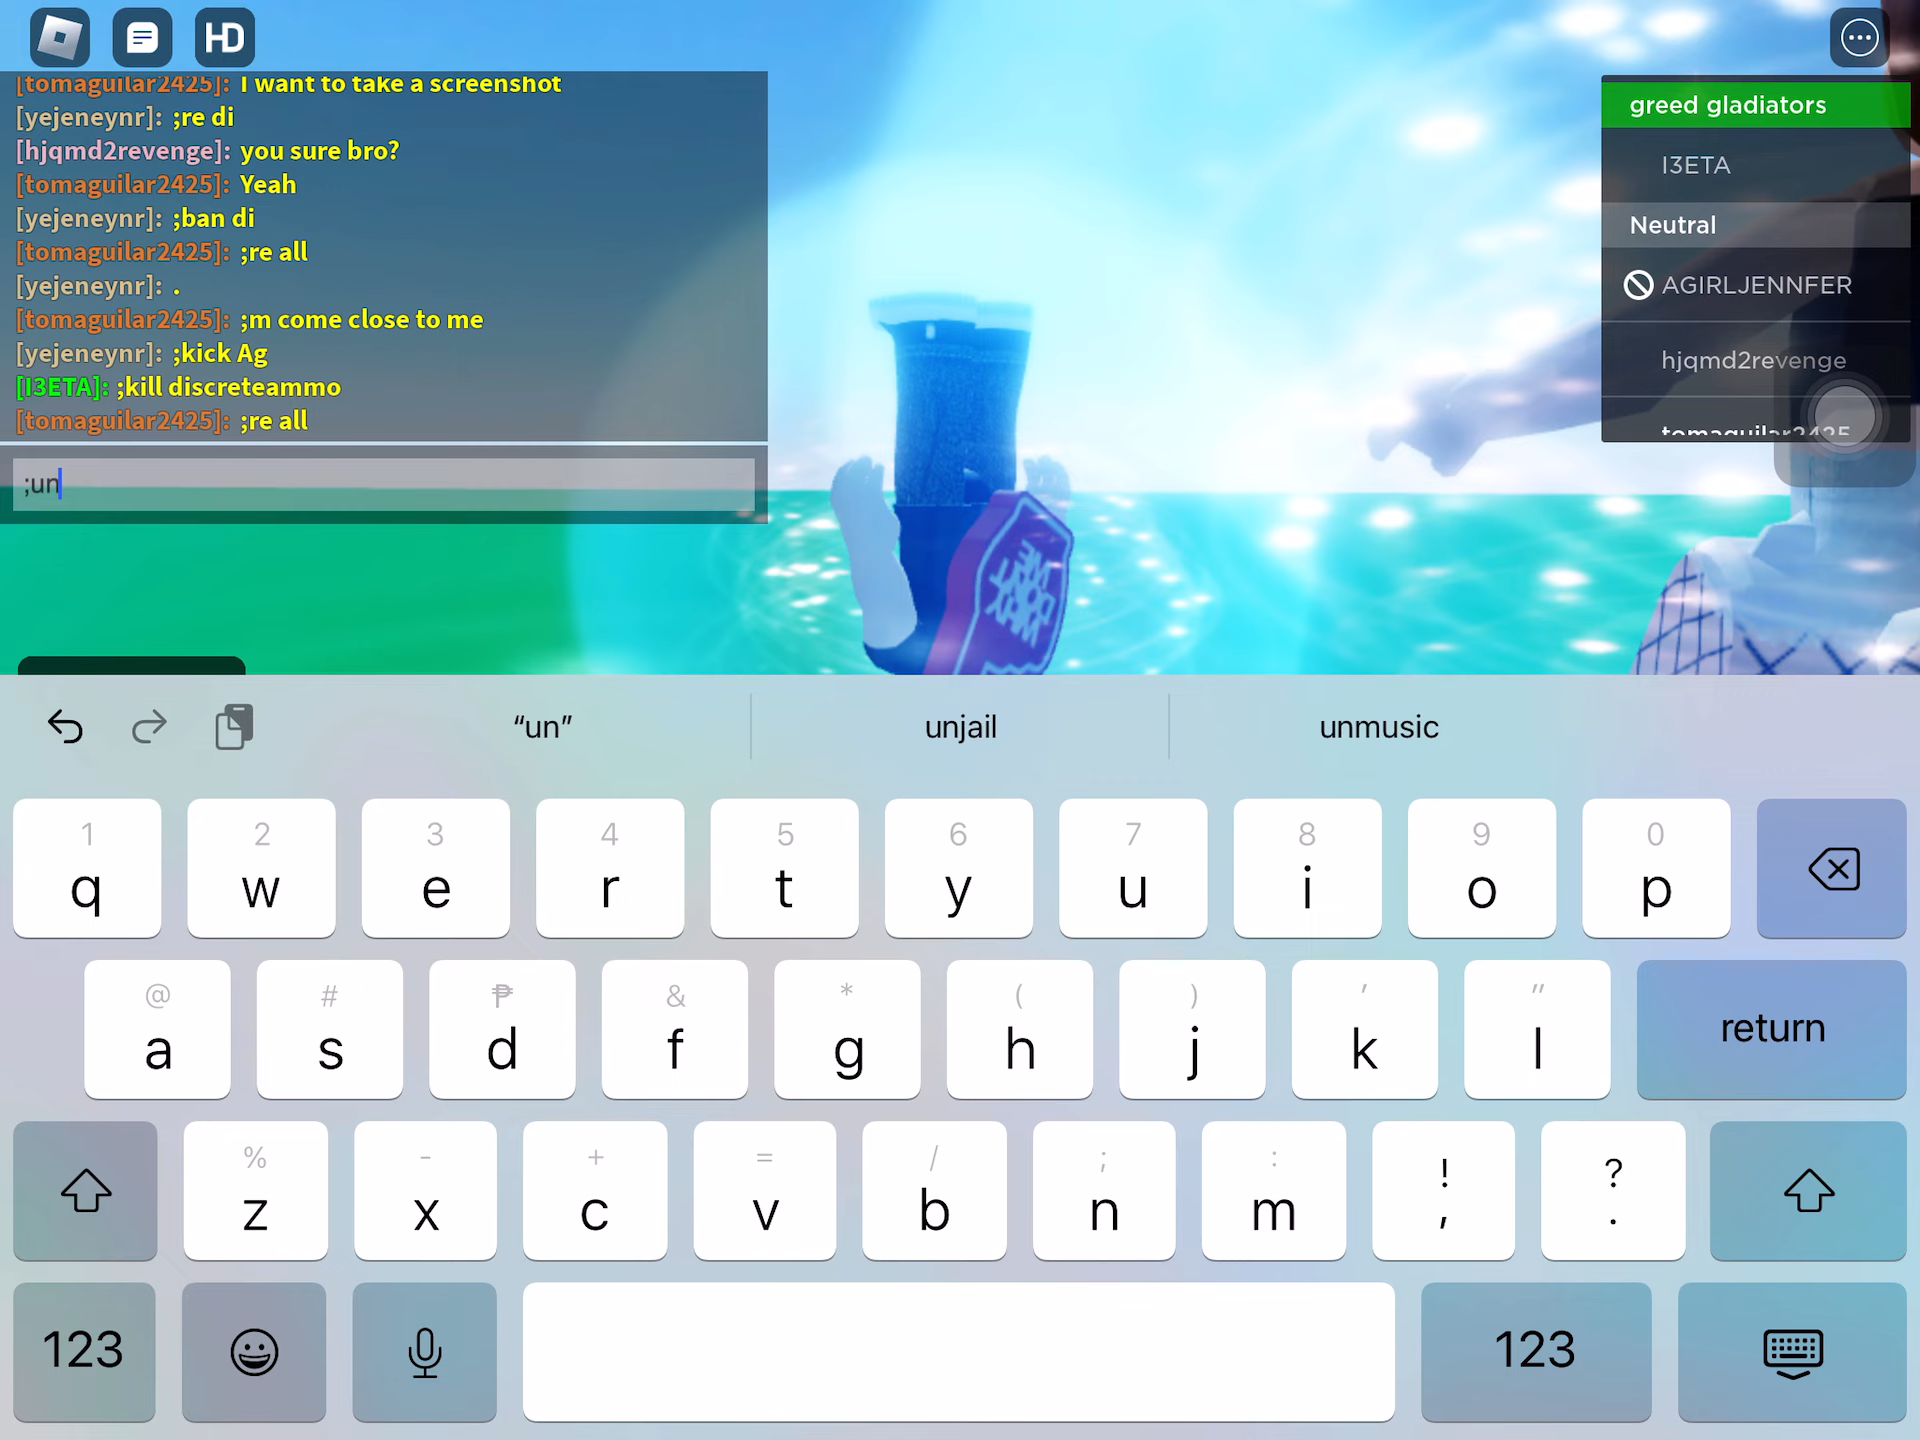 HD
[tomaguilar2425]: I want to take a screenshot
[yejeneynr]: ;re di
[hjqmd2revenge]: you sure bro?
[tomaguilar2425]: Yeah
[yejeneynr]: ;ban di
[tomaguilar2425]: ;re all
[yejeneynr]: .
[tomaguilar2425]: ;m come close to me
[yejeneynr]: ;kick Ag
[I3ETA]: ;kill discreteammo
[tomaguilar2425]: ;re all
;un
greed gladiators
I3ETA
Neutral
AGIRLJENNFER
hjqmd2revenge
tomaguilar2425
“un” unjail unmusic
1 2 3 4 5 6 7 8 9 0
q w e r t y u i o p
@ # ₱ & * ( ) ' "
a s d f g h j k l return
% - + = / ; : ! ?
z x c v b n m , .
123 123